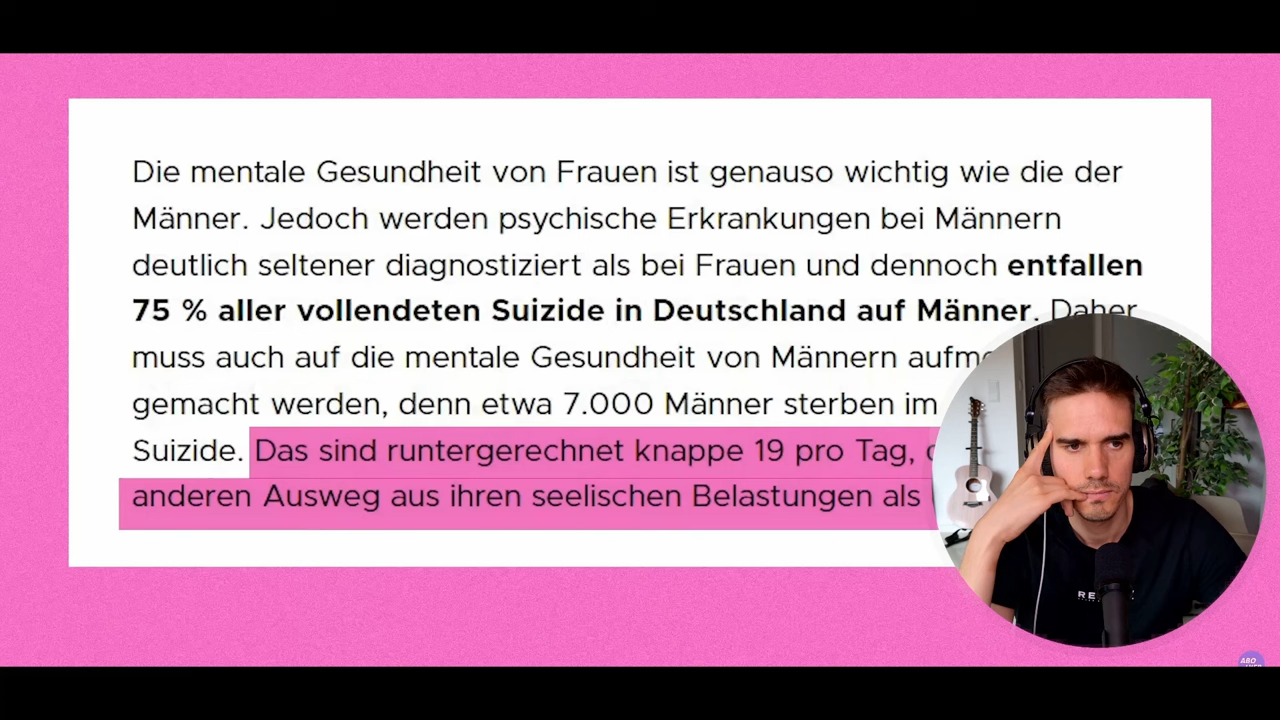 Die mentale Gesundheit von Frauen ist genauso wichtig wie die der
Männer. Jedoch werden psychische Erkrankungen bei Männern
deutlich seltener diagnostiziert als bei Frauen und dennoch entfallen
75 % aller vollendeten Suizide in Deutschland auf Männer. Daher
muss auch auf die mentale Gesundheit von Männern
gemacht werden, denn etwa 7.000 Männer sterben im
Suizide. Das sind runtergerechnet knappe 19 pro Tag,
anderen Ausweg aus ihren seelischen Belastungen als
ABO